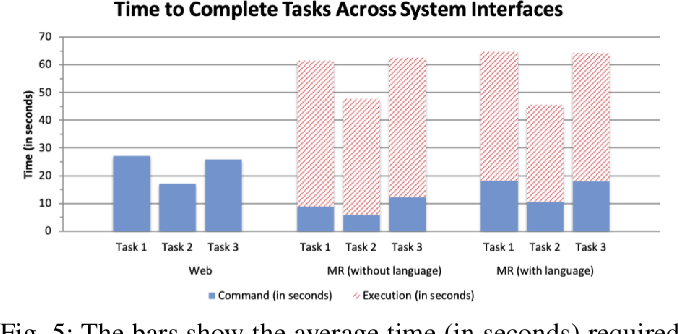 Time to Complete Tasks Across System Interfaces
Time (in seconds)
70
60
50
40
30
20
10
0
Task 1 Task 2 Task 3 Task 1 Task 2 Task 3 Task 1 Task 2 Task 3
Web MR (without language) MR (with language)
Command (in seconds) Execution (in seconds)
Fig. 5: The bars show the average time (in seconds) required